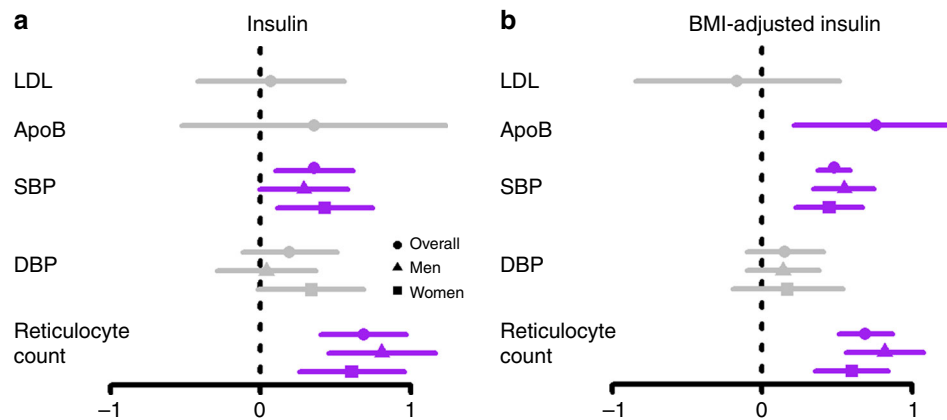 a
Insulin
LDL
ApoB
SBP
DBP
Reticulocyte
count
Overall
Men
Women
−1
0
1
b
BMI-adjusted insulin
LDL
ApoB
SBP
DBP
Reticulocyte
count
−1
0
1